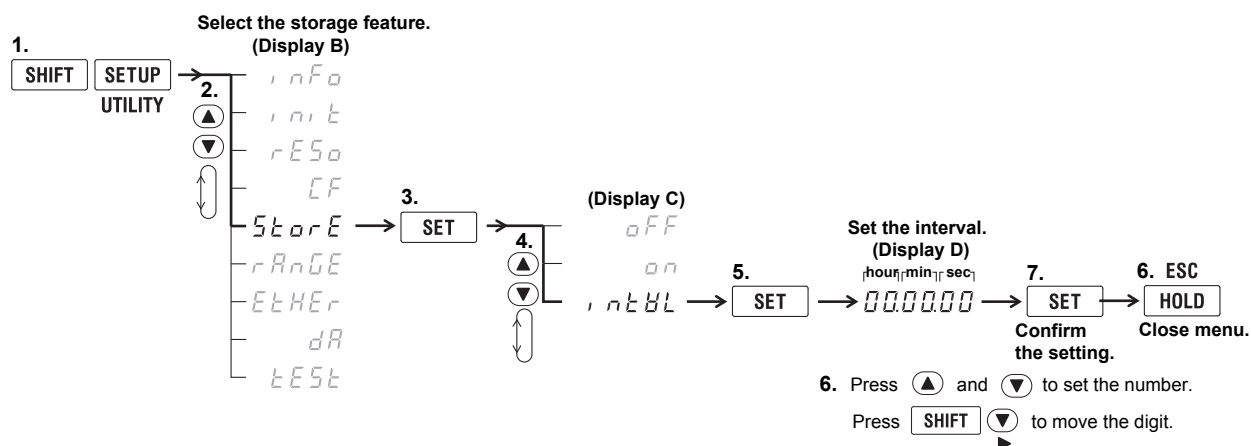 Select the storage feature.
(Display B)
1.
SHIFT SETUP
UTILITY
2.
inFo
init
rESo
CF
StorE
rAnGE
EtHEr
dA
tESt
3.
SET
4.
(Display C)
oFF
on
intVAL
5.
SET
Set the interval.
(Display D)
hour min sec
00.00.00
7.
SET
Confirm
the setting.
6. ESC
HOLD
Close menu.
6. Press ▲ and ▼ to set the number.
Press SHIFT ▼ to move the digit.